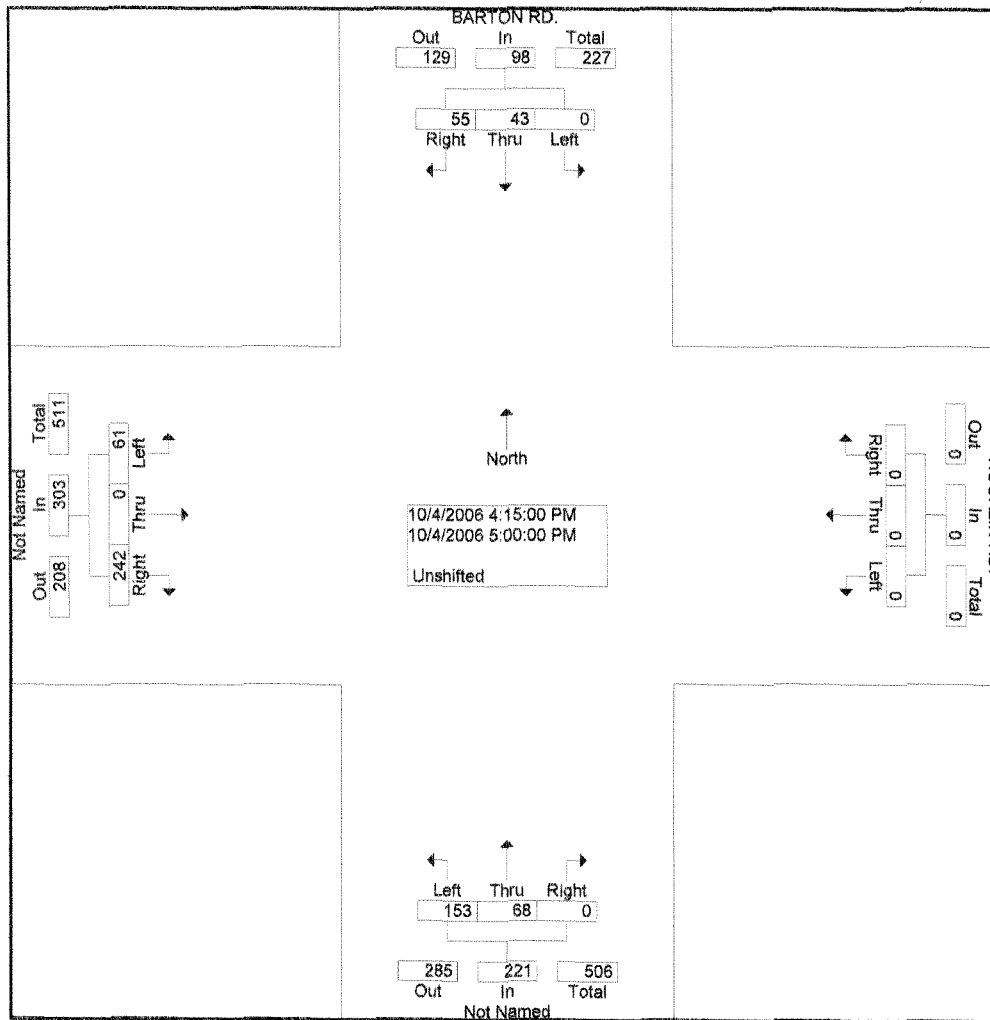 BARTON RD.
Out In Total
129 98 227
55 43 0
Right Thru Left
Not Named
Out In Total
208 303 511
61 0 242
Left Thru Right
North
10/4/2006 4:15:00 PM
10/4/2006 5:00:00 PM
Unshifted
Right Thru Left
0 0 0
Out In Total
0 0 0
Left Thru Right
153 68 0
285 221 506
Out In Total
Not Named